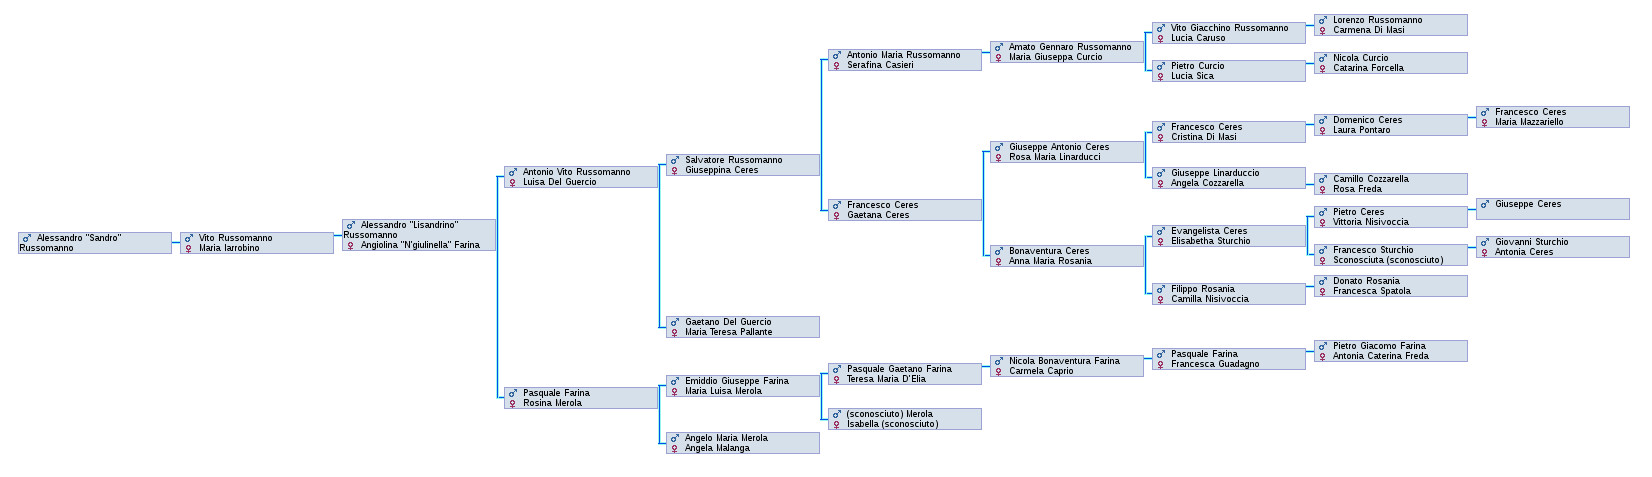 Alessandro "Sandro"
Russomanno
Vito Russomanno
Maria Iarrobino
Alessandro "Lisandrino"
Russomanno
Angiolina "N'giulinella" Farina
Antonio Vito Russomanno
Luisa Del Guercio
Pasquale Farina
Rosina Merola
Salvatore Russomanno
Giuseppina Ceres
Gaetano Del Guercio
Maria Teresa Pallante
Emiddio Giuseppe Farina
Maria Luisa Merola
Angelo Maria Merola
Angela Malanga
Antonio Maria Russomanno
Serafina Casieri
Francesco Ceres
Gaetana Ceres
Pasquale Gaetano Farina
Teresa Maria D'Elia
(sconosciuto) Merola
Isabella (sconosciuto)
Amato Gennaro Russomanno
Maria Giuseppa Curcio
Giuseppe Antonio Ceres
Rosa Maria Linarducci
Bonaventura Ceres
Anna Maria Rosania
Nicola Bonaventura Farina
Carmela Caprio
Vito Giacchino Russomanno
Lucia Caruso
Pietro Curcio
Lucia Sica
Francesco Ceres
Cristina Di Masi
Giuseppe Linarduccio
Angela Cozzarella
Evangelista Ceres
Elisabetha Sturchio
Filippo Rosania
Camilla Nisivoccia
Pasquale Farina
Francesca Guadagno
Lorenzo Russomanno
Carmena Di Masi
Nicola Curcio
Catarina Forcella
Domenico Ceres
Laura Pontaro
Camillo Cozzarella
Rosa Freda
Pietro Ceres
Vittoria Nisivoccia
Francesco Sturchio
Sconosciuta (sconosciuto)
Donato Rosania
Francesca Spatola
Pietro Giacomo Farina
Antonia Caterina Freda
Francesco Ceres
Maria Mazzariello
Giuseppe Ceres
Giovanni Sturchio
Antonia Ceres